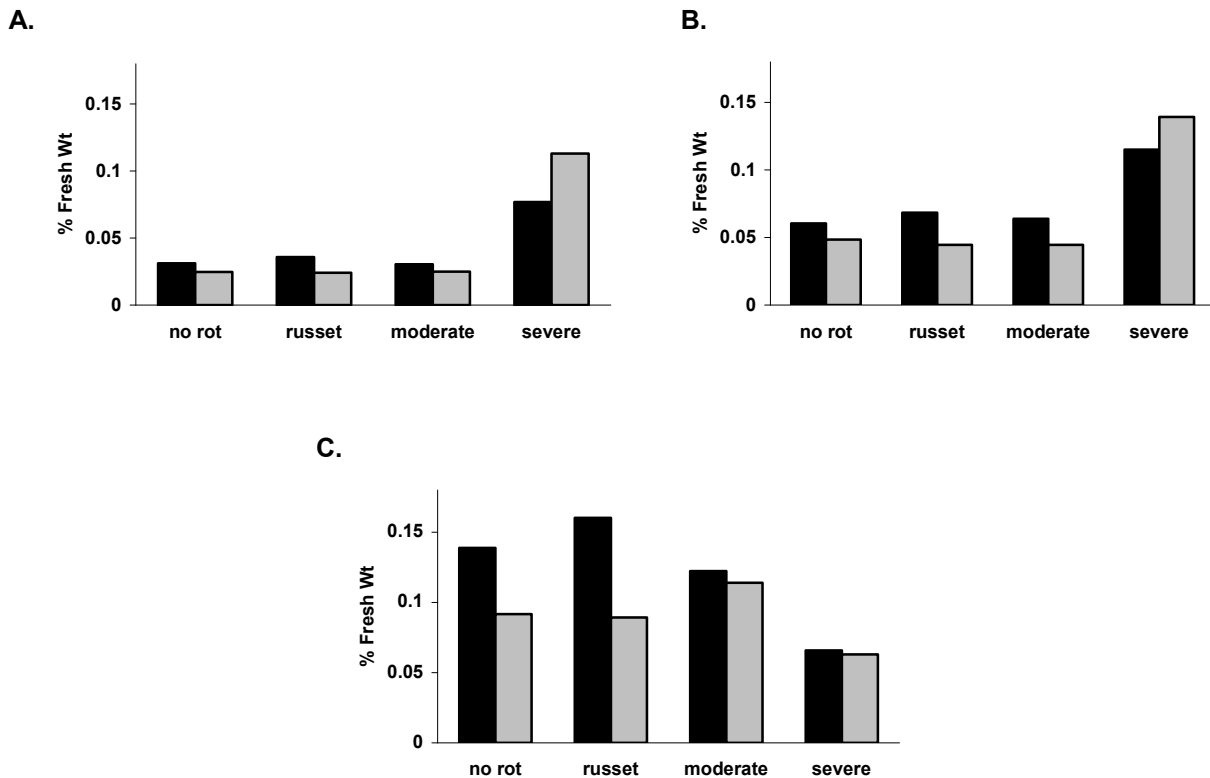 A.
% Fresh Wt
0.15
0.1
0.05
0
no rot russet moderate severe
B.
% Fresh Wt
0.15
0.1
0.05
0
no rot russet moderate severe
C.
% Fresh Wt
0.15
0.1
0.05
0
no rot russet moderate severe